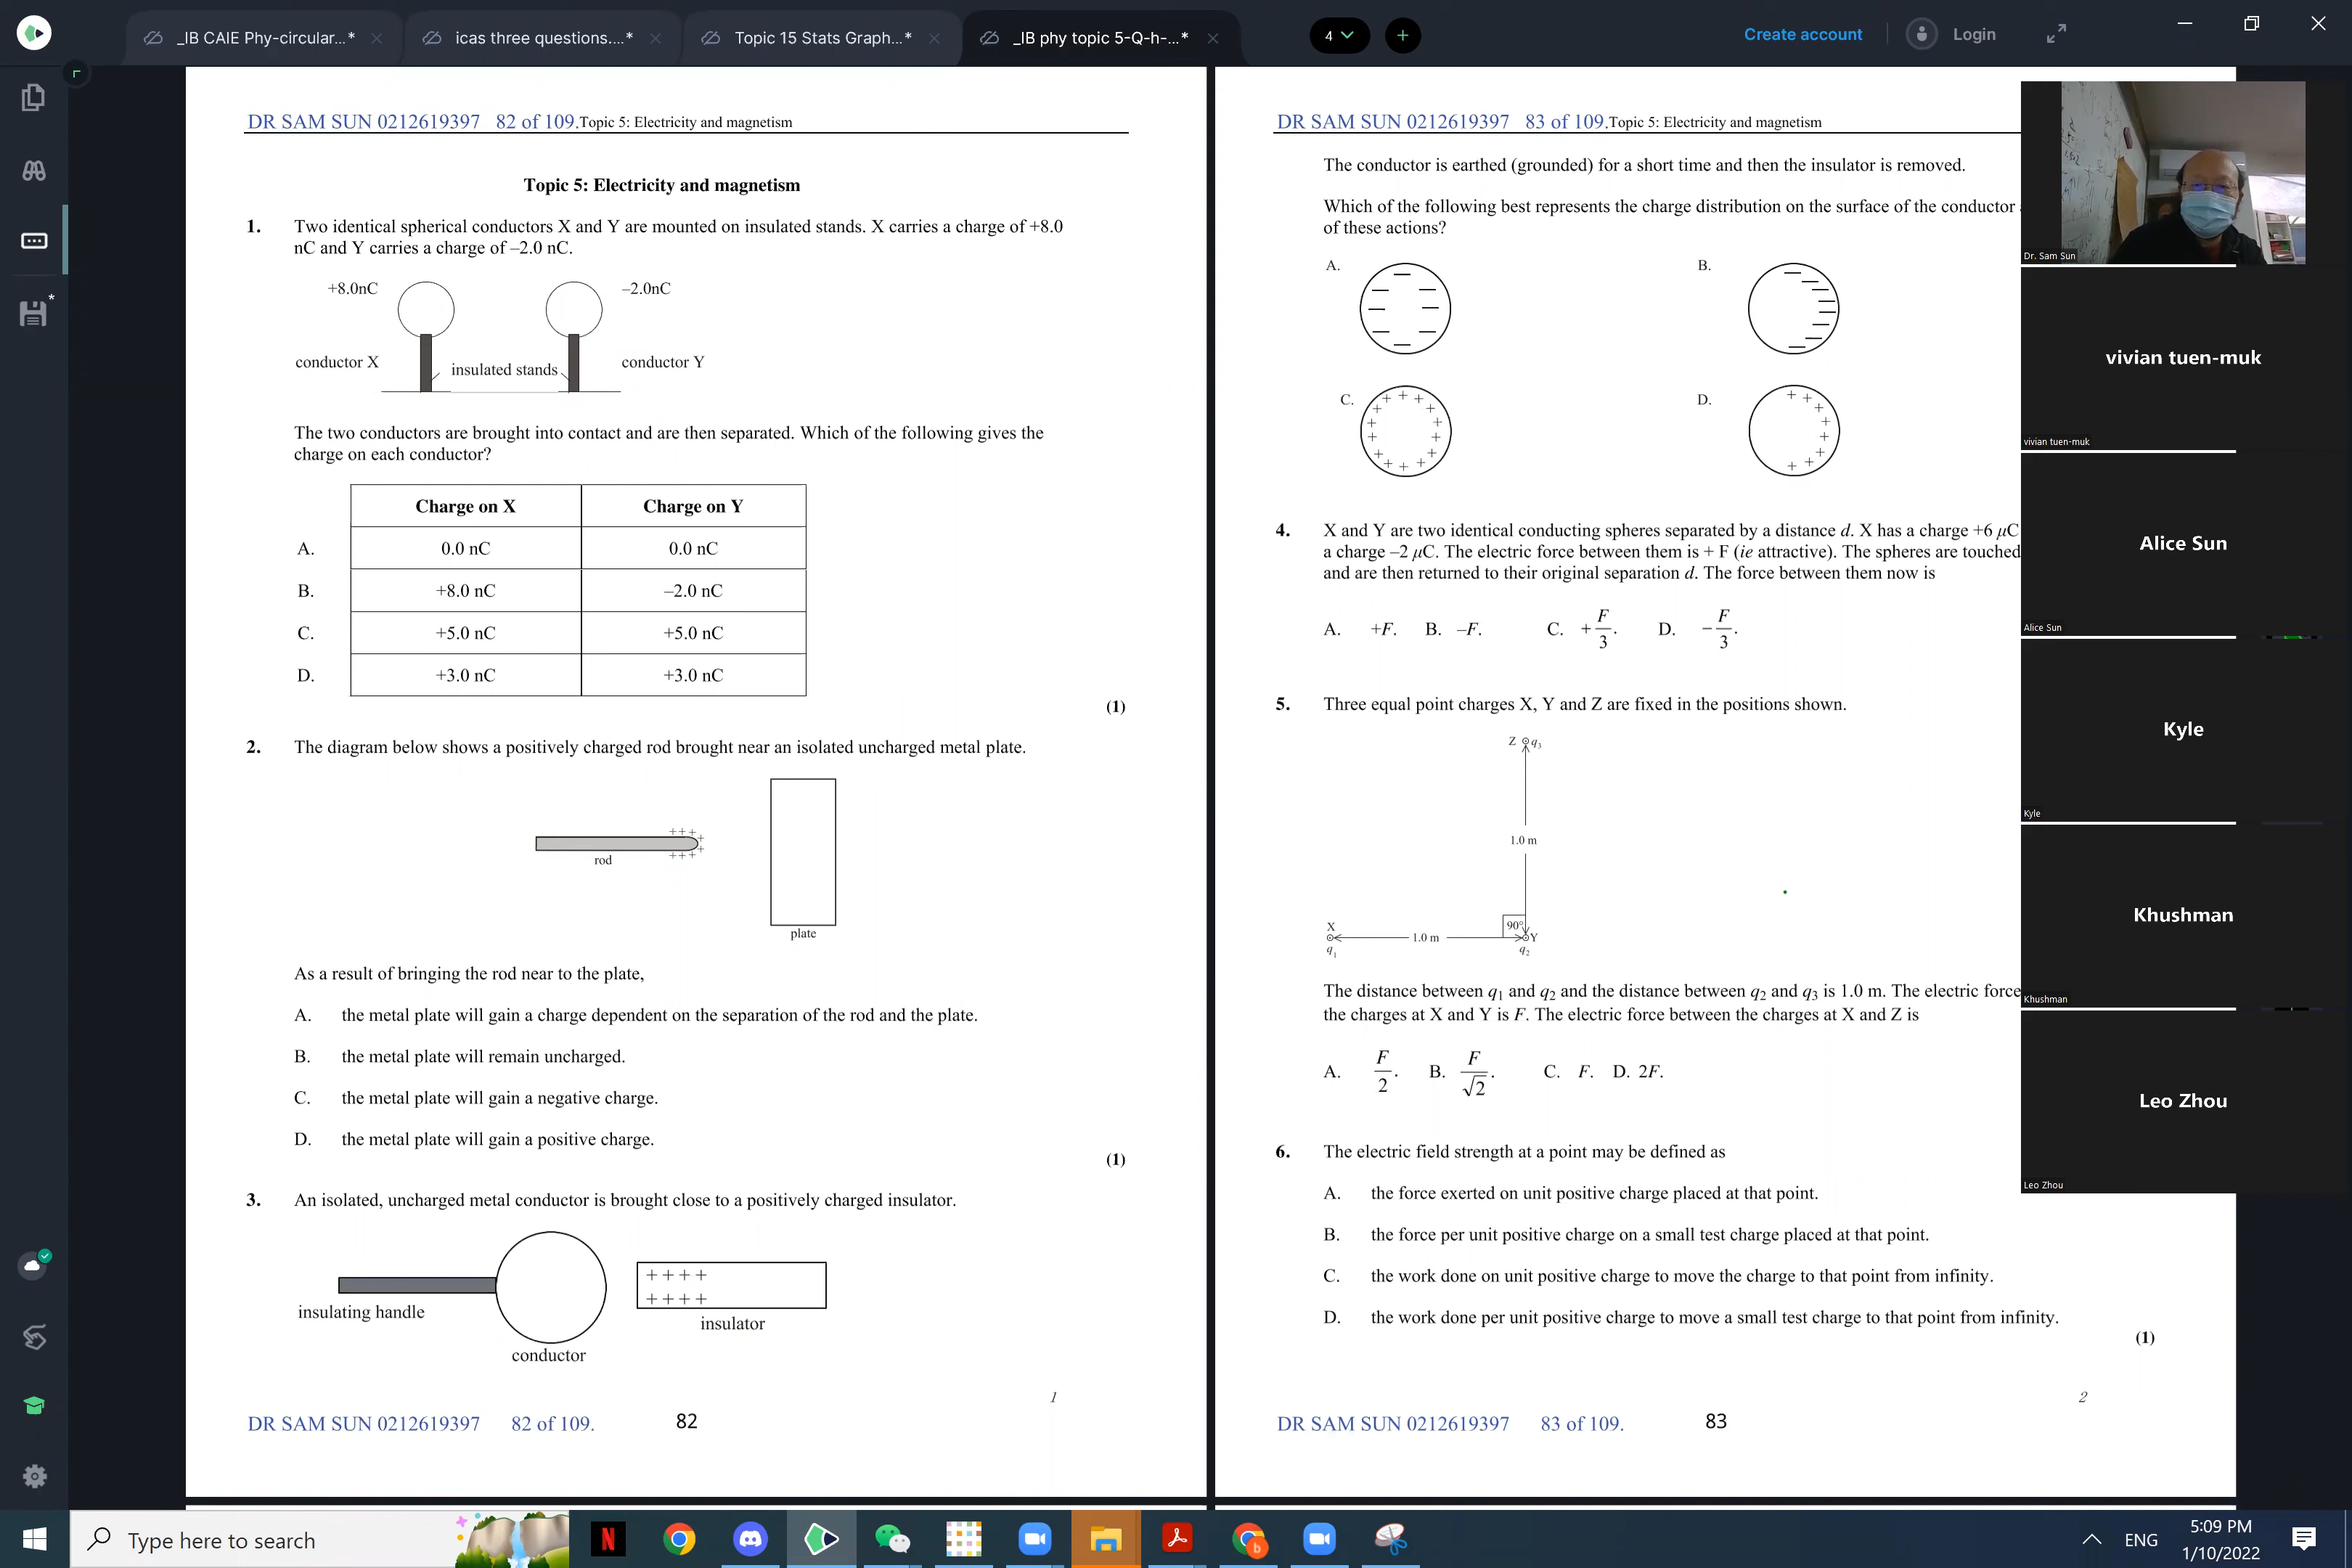 _IB CAIE Phy-circular...*
icas three questions....*
Topic 15 Stats Graph...*
_IB phy topic 5-Q-h-...*
4
Create account
Login
DR SAM SUN 0212619397 82 of 109.Topic 5: Electricity and magnetism
Topic 5: Electricity and magnetism
1. Two identical spherical conductors X and Y are mounted on insulated stands. X carries a charge of +8.0
nC and Y carries a charge of –2.0 nC.
+8.0nC
–2.0nC
conductor X
insulated stands
conductor Y
The two conductors are brought into contact and are then separated. Which of the following gives the
charge on each conductor?
Charge on X Charge on Y
A. 0.0 nC 0.0 nC
B. +8.0 nC –2.0 nC
C. +5.0 nC +5.0 nC
D. +3.0 nC +3.0 nC
(1)
2. The diagram below shows a positively charged rod brought near an isolated uncharged metal plate.
+++
+
+++
+
rod
plate
As a result of bringing the rod near to the plate,
A. the metal plate will gain a charge dependent on the separation of the rod and the plate.
B. the metal plate will remain uncharged.
C. the metal plate will gain a negative charge.
D. the metal plate will gain a positive charge.
(1)
3. An isolated, uncharged metal conductor is brought close to a positively charged insulator.
++++
++++
insulating handle
insulator
conductor
1
DR SAM SUN 0212619397 82 of 109. 82
DR SAM SUN 0212619397 83 of 109.Topic 5: Electricity and magnetism
The conductor is earthed (grounded) for a short time and then the insulator is removed.
Which of the following best represents the charge distribution on the surface of the conductor
of these actions?
A.
B.
C.
D.
4. X and Y are two identical conducting spheres separated by a distance d. X has a charge +6 μC
a charge –2 μC. The electric force between them is + F (ie attractive). The spheres are touched
and are then returned to their original separation d. The force between them now is
A. +F. B. –F. C. +F/3. D. –F/3.
5. Three equal point charges X, Y and Z are fixed in the positions shown.
Z q3
1.0 m
90°
X
1.0 m
Y
q1
q2
The distance between q1 and q2 and the distance between q2 and q3 is 1.0 m. The electric force
the charges at X and Y is F. The electric force between the charges at X and Z is
A. F/2. B. F/√2. C. F. D. 2F.
6. The electric field strength at a point may be defined as
A. the force exerted on unit positive charge placed at that point.
B. the force per unit positive charge on a small test charge placed at that point.
C. the work done on unit positive charge to move the charge to that point from infinity.
D. the work done per unit positive charge to move a small test charge to that point from infinity.
(1)
2
DR SAM SUN 0212619397 83 of 109. 83
Dr. Sam Sun
vivian tuen-muk
vivian tuen-muk
Alice Sun
Alice Sun
Kyle
Kyle
Khushman
Khushman
Leo Zhou
Leo Zhou
Type here to search
N
b
ENG
5:09 PM
1/10/2022